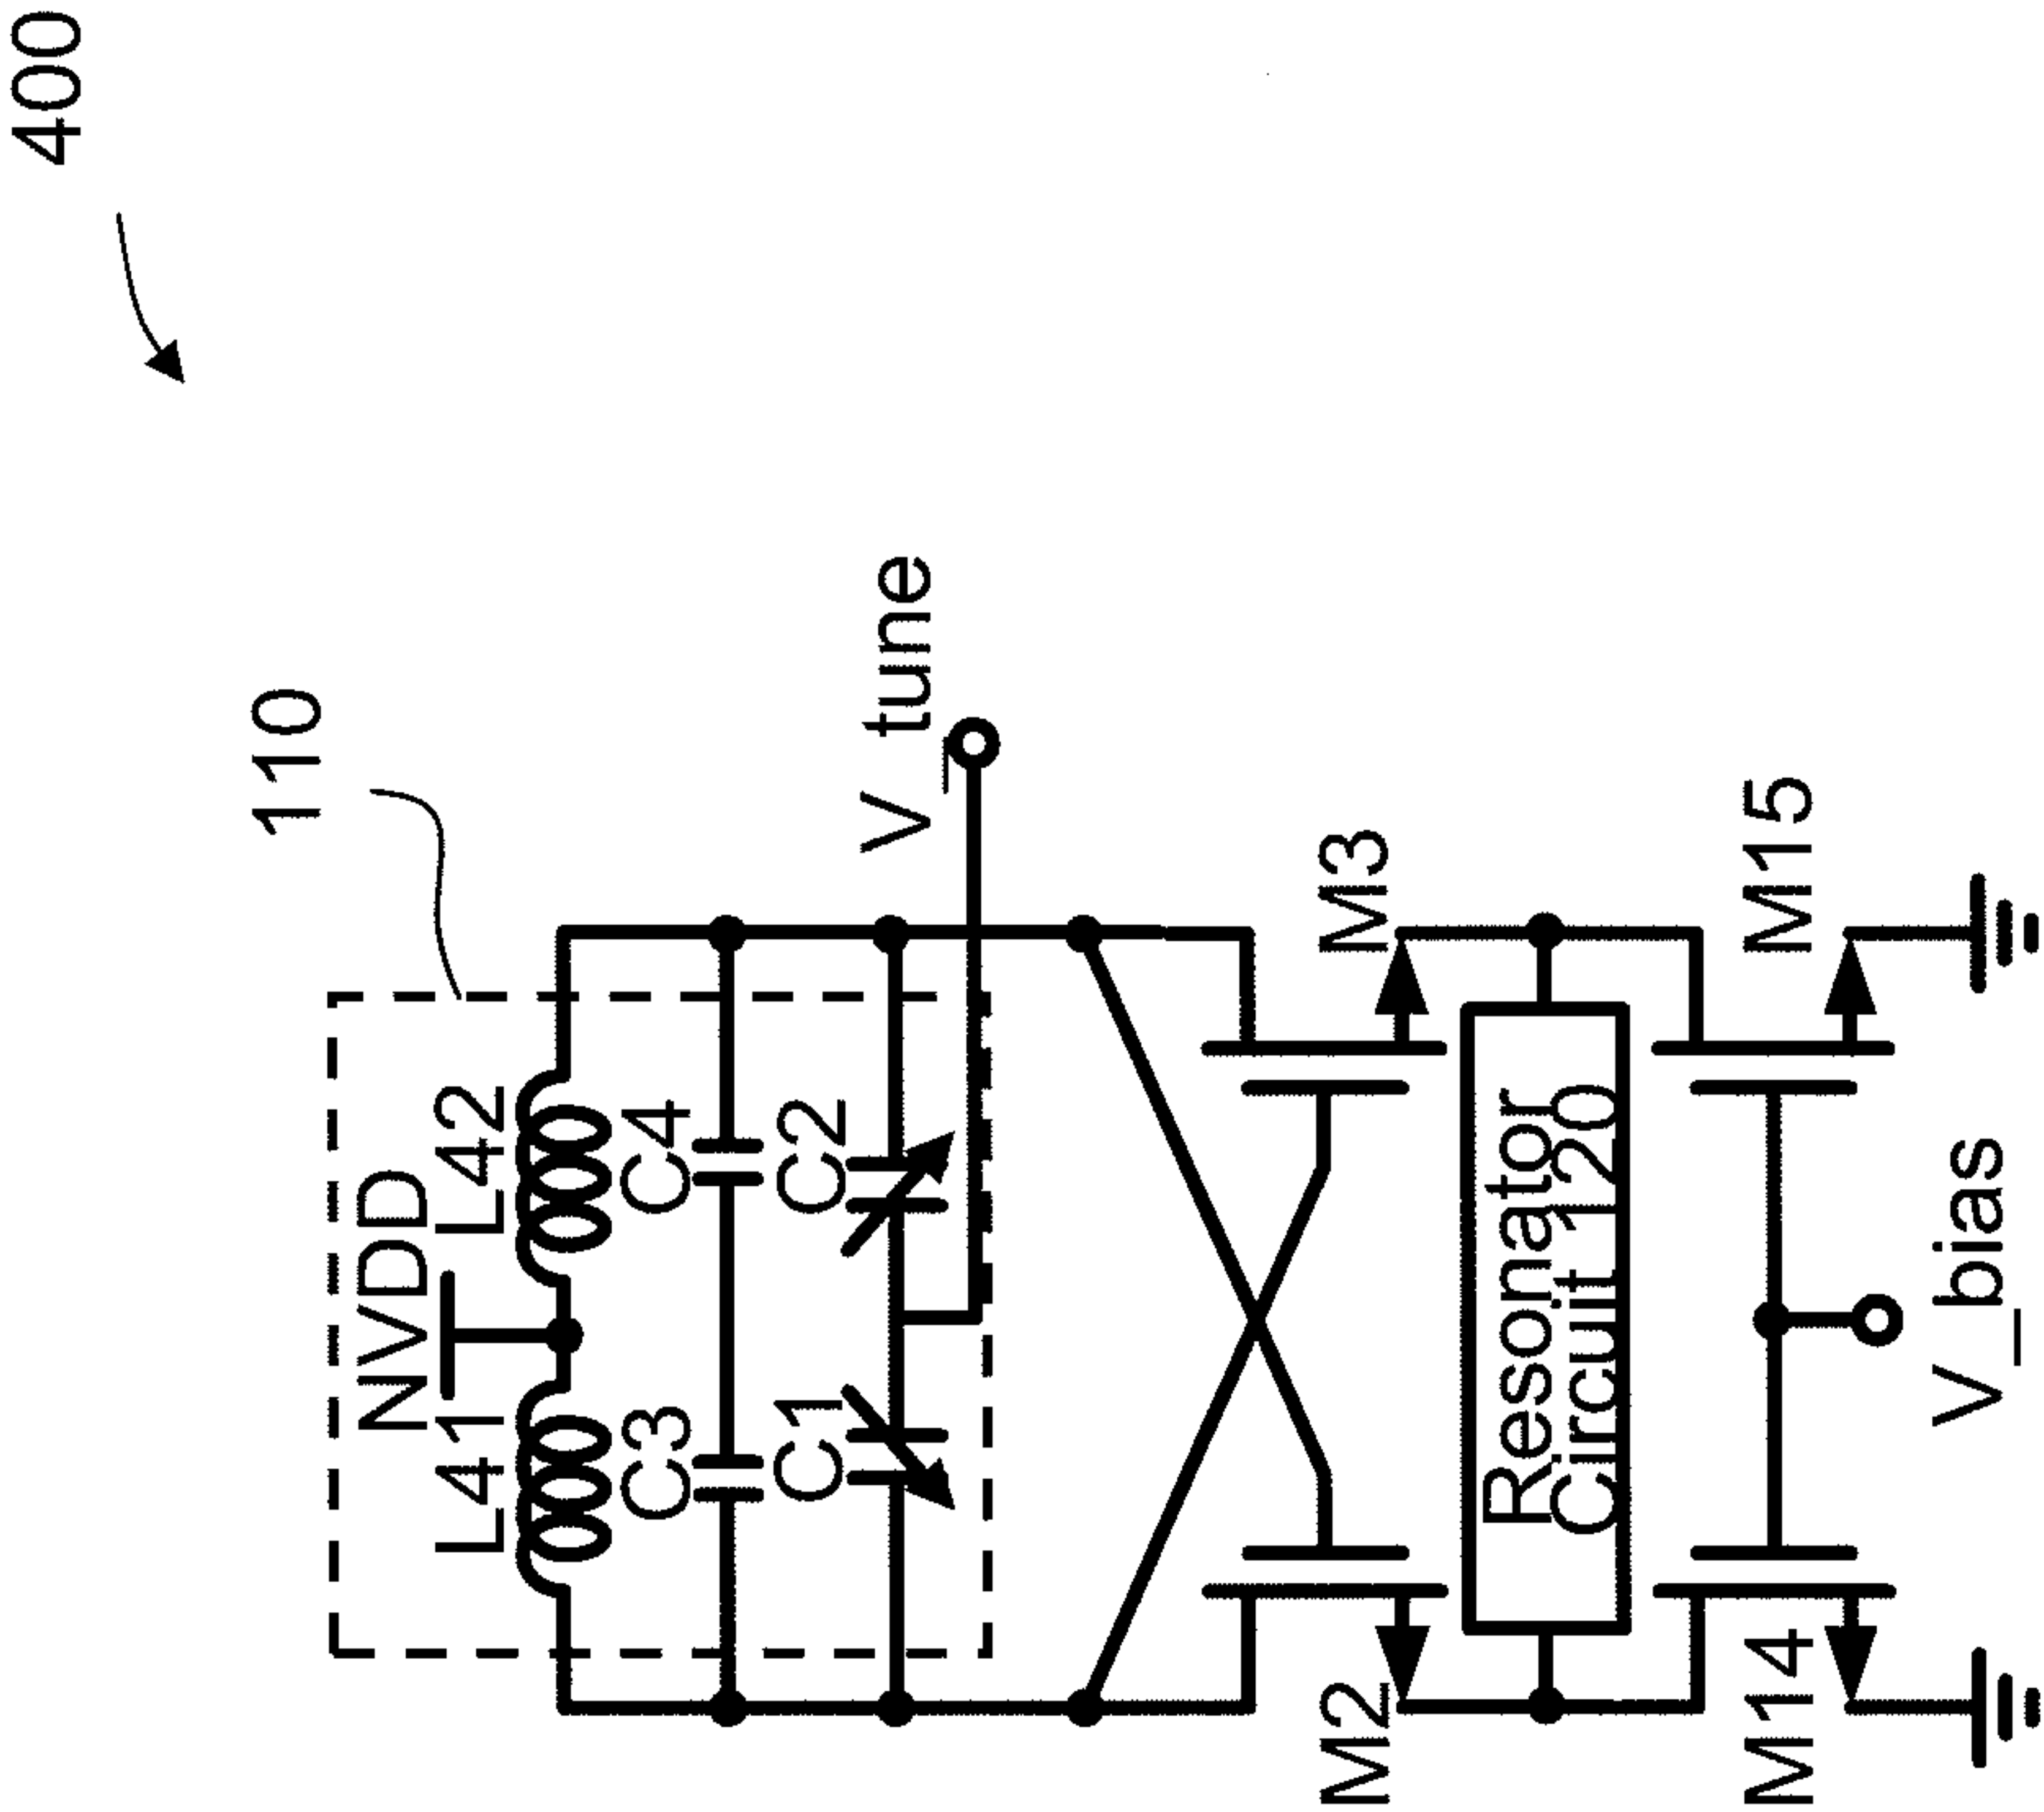 400
110
NVDD
L41
L42
C3
C4
C1
C2
V_tune
M2
M3
Resonator
Circuit 120
M14
M15
V_bias